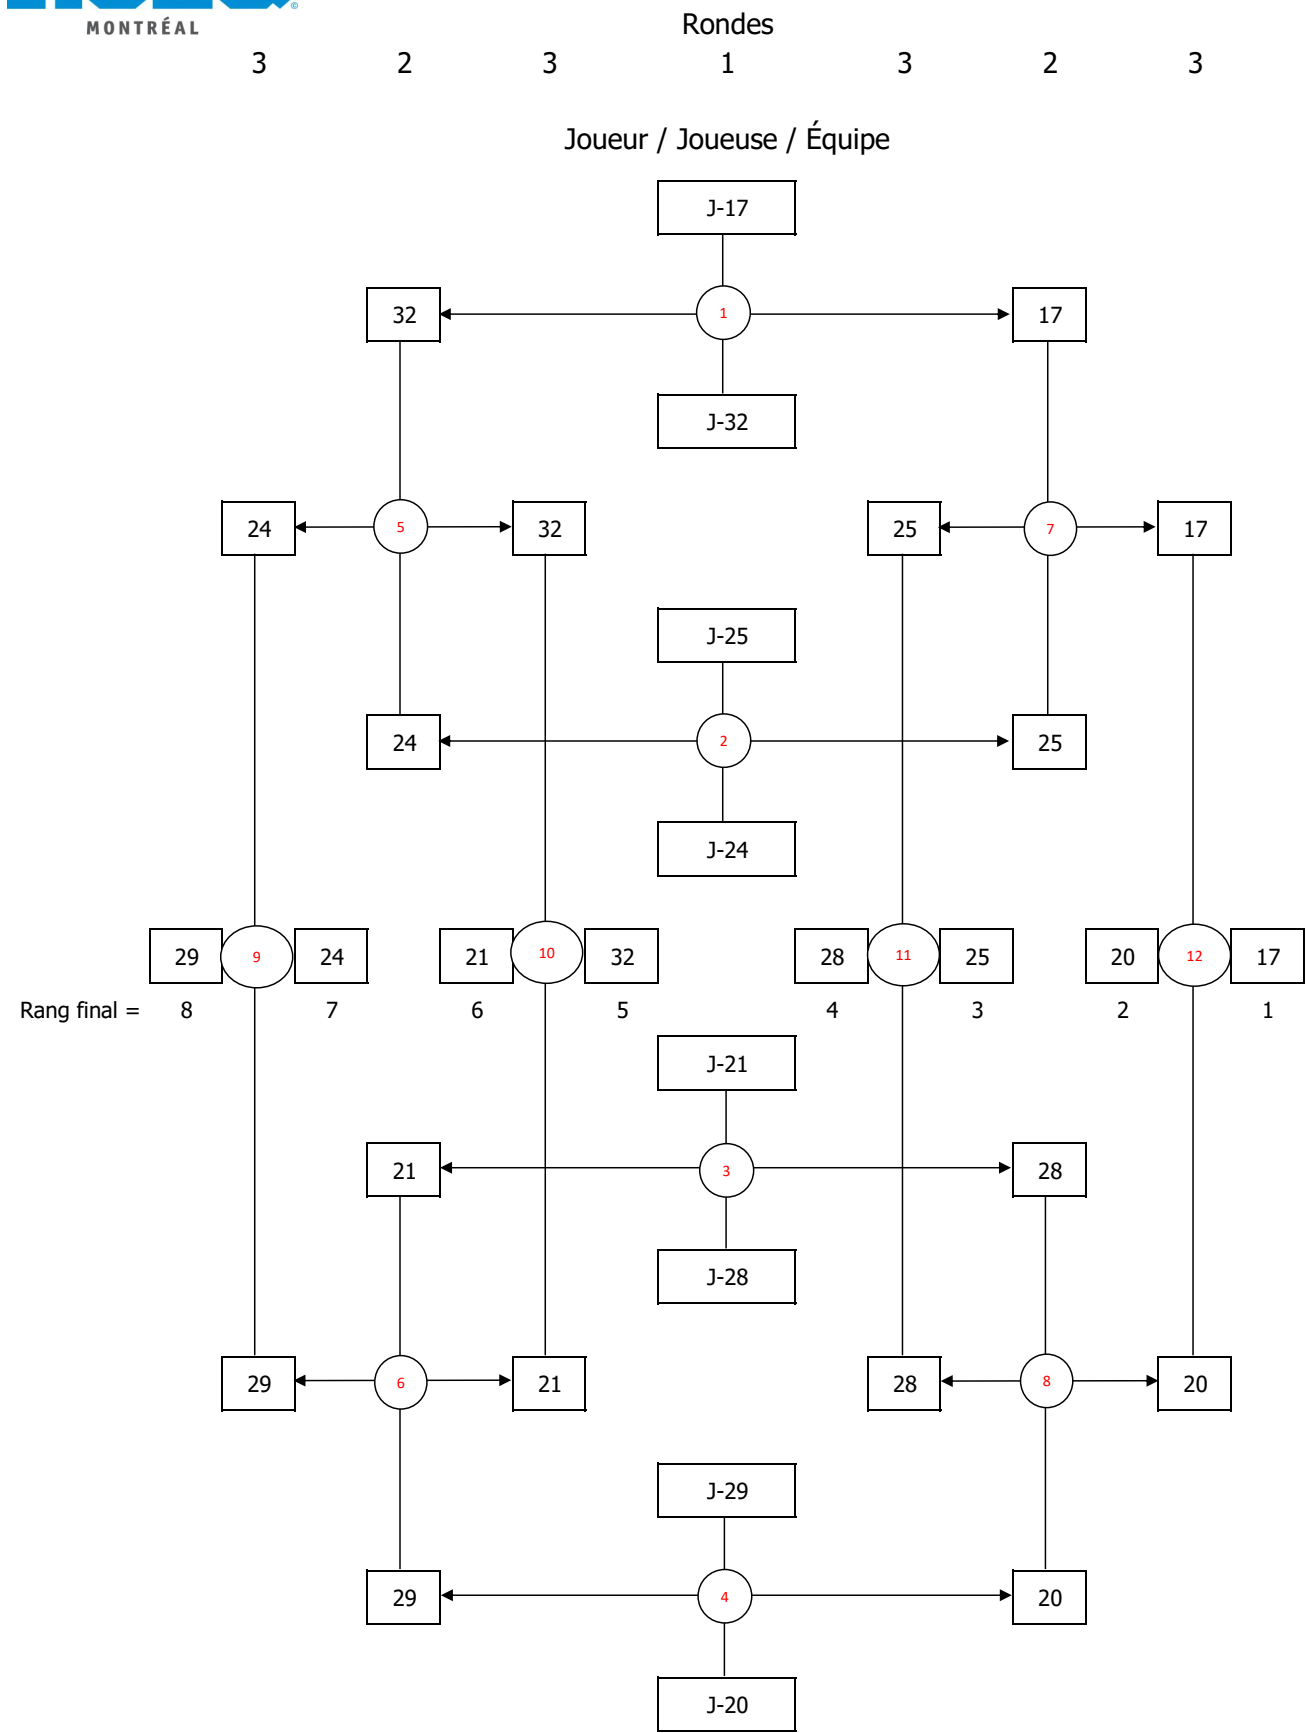 MONTRÉAL
Rondes
3 2 3 1 3 2 3
Joueur / Joueuse / Équipe
J-17
32 1 17
J-32
24 5 32 25 7 17
J-25
24 2 25
J-24
29 9 24 21 10 32 28 11 25 20 12 17
Rang final = 8 7 6 5 4 3 2 1
J-21
21 3 28
J-28
29 6 21 28 8 20
J-29
29 4 20
J-20